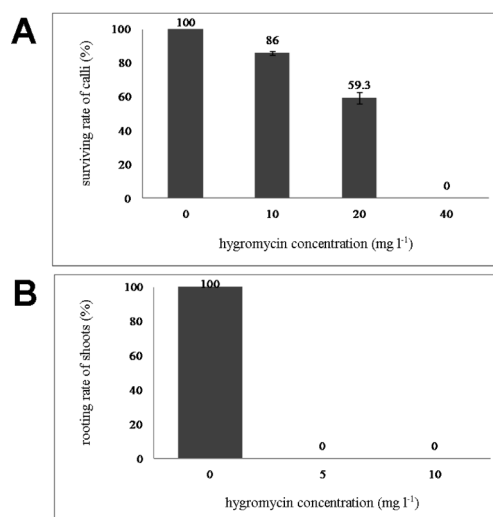 A
surviving rate of calli (%)
100
80
60
40
20
0
100
86
59.3
0
0 10 20 40
hygromycin concentration (mg l-1)
B
rooting rate of shoots (%)
100
80
60
40
20
0
100
0
0
0 5 10
hygromycin concentration (mg l-1)